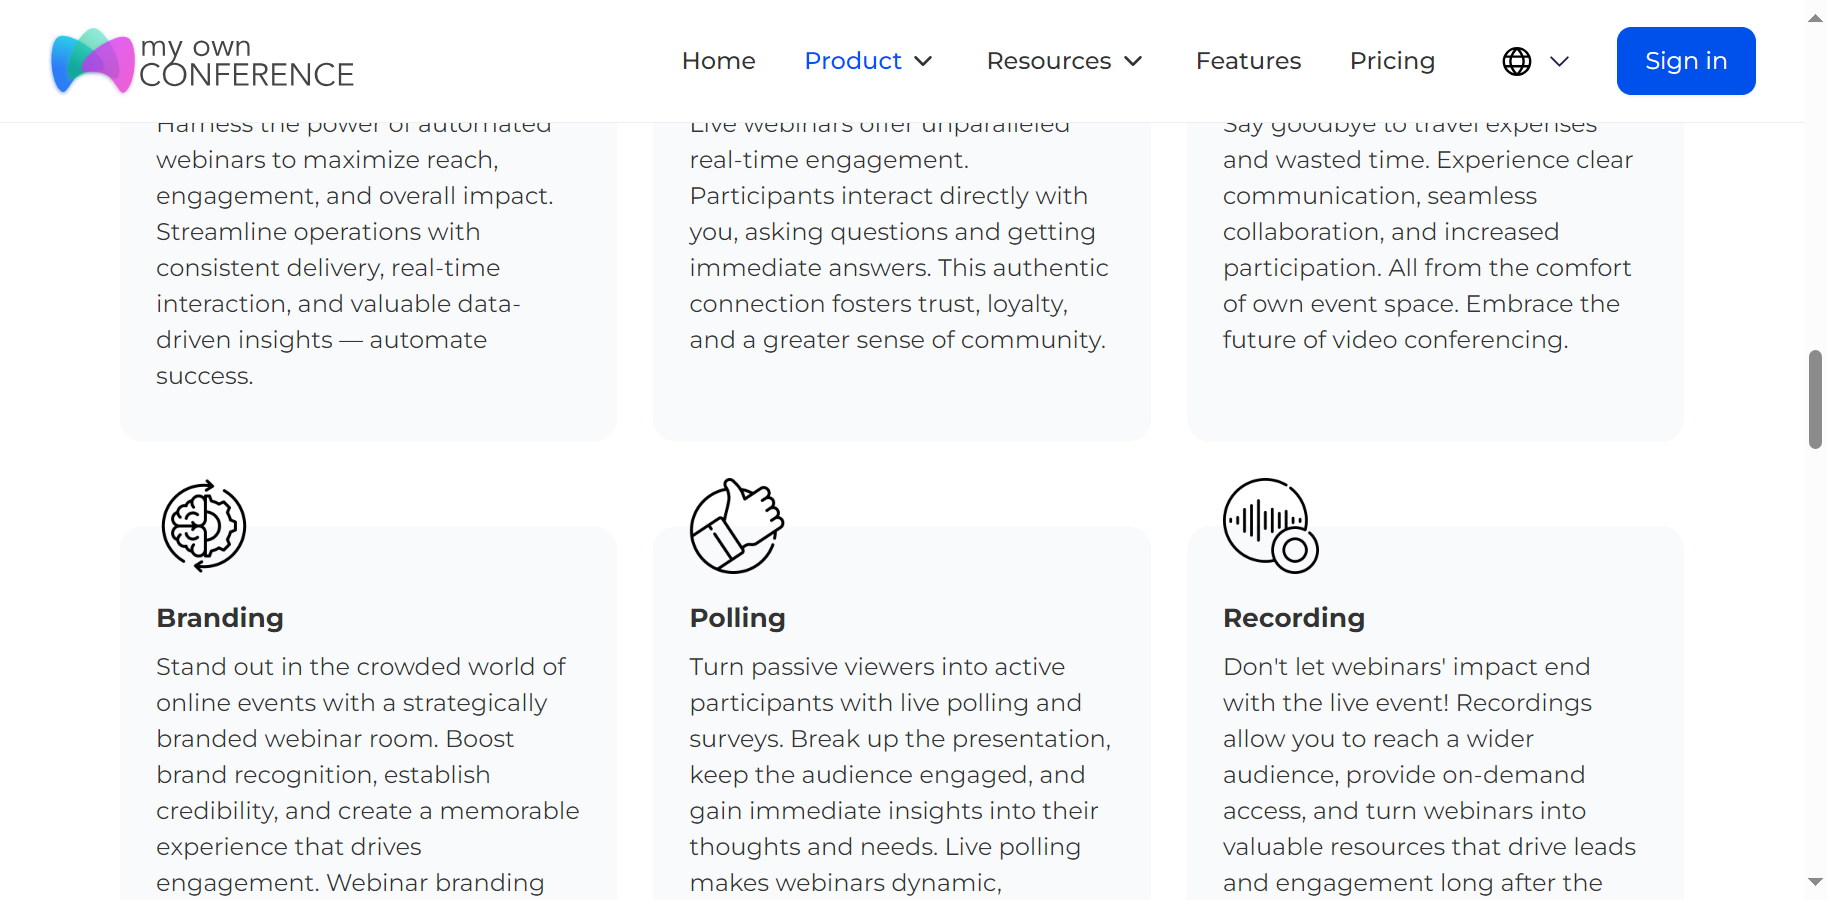 my own
CONFERENCE
Home
Product
Resources
Features
Pricing
Sign in
Harness the power of automated
webinars to maximize reach,
engagement, and overall impact.
Streamline operations with
consistent delivery, real-time
interaction, and valuable data-
driven insights — automate
success.
Live webinars offer unparalleled
real-time engagement.
Participants interact directly with
you, asking questions and getting
immediate answers. This authentic
connection fosters trust, loyalty,
and a greater sense of community.
Say goodbye to travel expenses
and wasted time. Experience clear
communication, seamless
collaboration, and increased
participation. All from the comfort
of own event space. Embrace the
future of video conferencing.
Branding
Stand out in the crowded world of
online events with a strategically
branded webinar room. Boost
brand recognition, establish
credibility, and create a memorable
experience that drives
engagement. Webinar branding
Polling
Turn passive viewers into active
participants with live polling and
surveys. Break up the presentation,
keep the audience engaged, and
gain immediate insights into their
thoughts and needs. Live polling
makes webinars dynamic,
Recording
Don't let webinars' impact end
with the live event! Recordings
allow you to reach a wider
audience, provide on-demand
access, and turn webinars into
valuable resources that drive leads
and engagement long after the